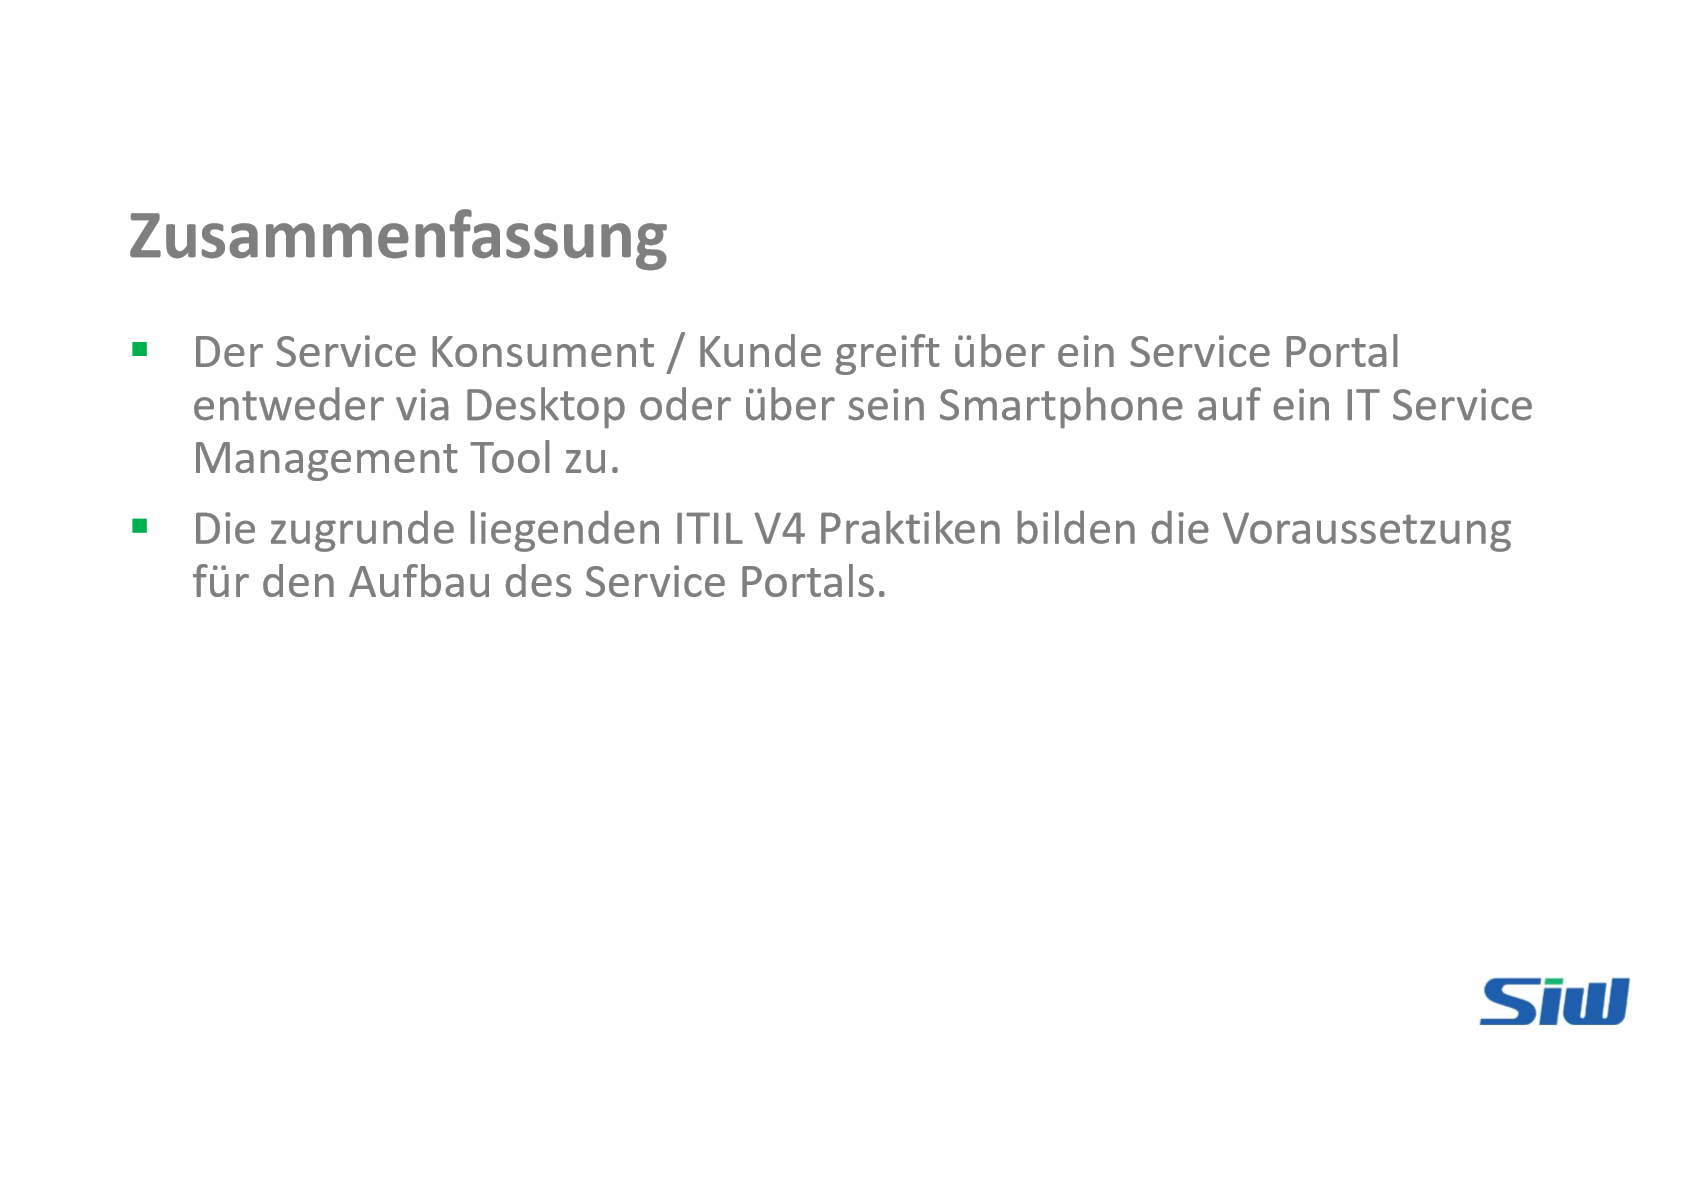 Zusammenfassung
Der Service Konsument / Kunde greift über ein Service Portal
entweder via Desktop oder über sein Smartphone auf ein IT Service
Management Tool zu.
Die zugrunde liegenden ITIL V4 Praktiken bilden die Voraussetzung
für den Aufbau des Service Portals.
Siw